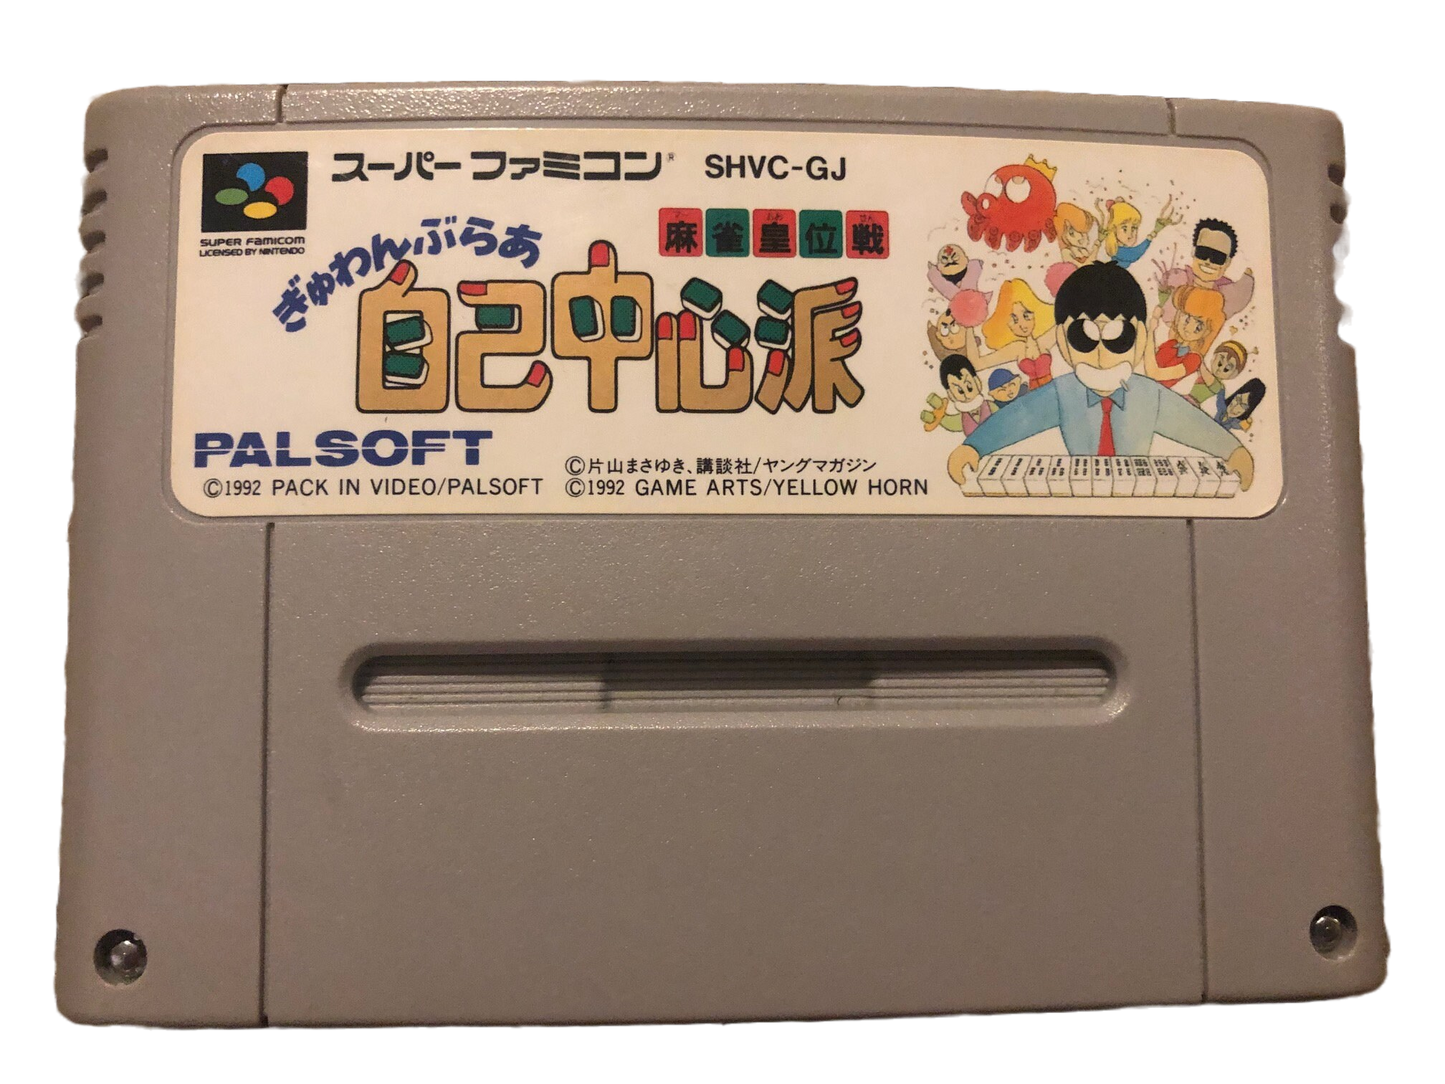 スーパーファミコン® SHVC-GJ
SUPER FAMICOM
LICENSED BY NINTENDO
麻雀皇位戦
ぎゅわんぶらあ
自己中心派
PALSOFT
Ⓒ片山まさゆき、講談社/ヤングマガジン
Ⓒ1992 PACK IN VIDEO/PALSOFT Ⓒ1992 GAME ARTS/YELLOW HORN